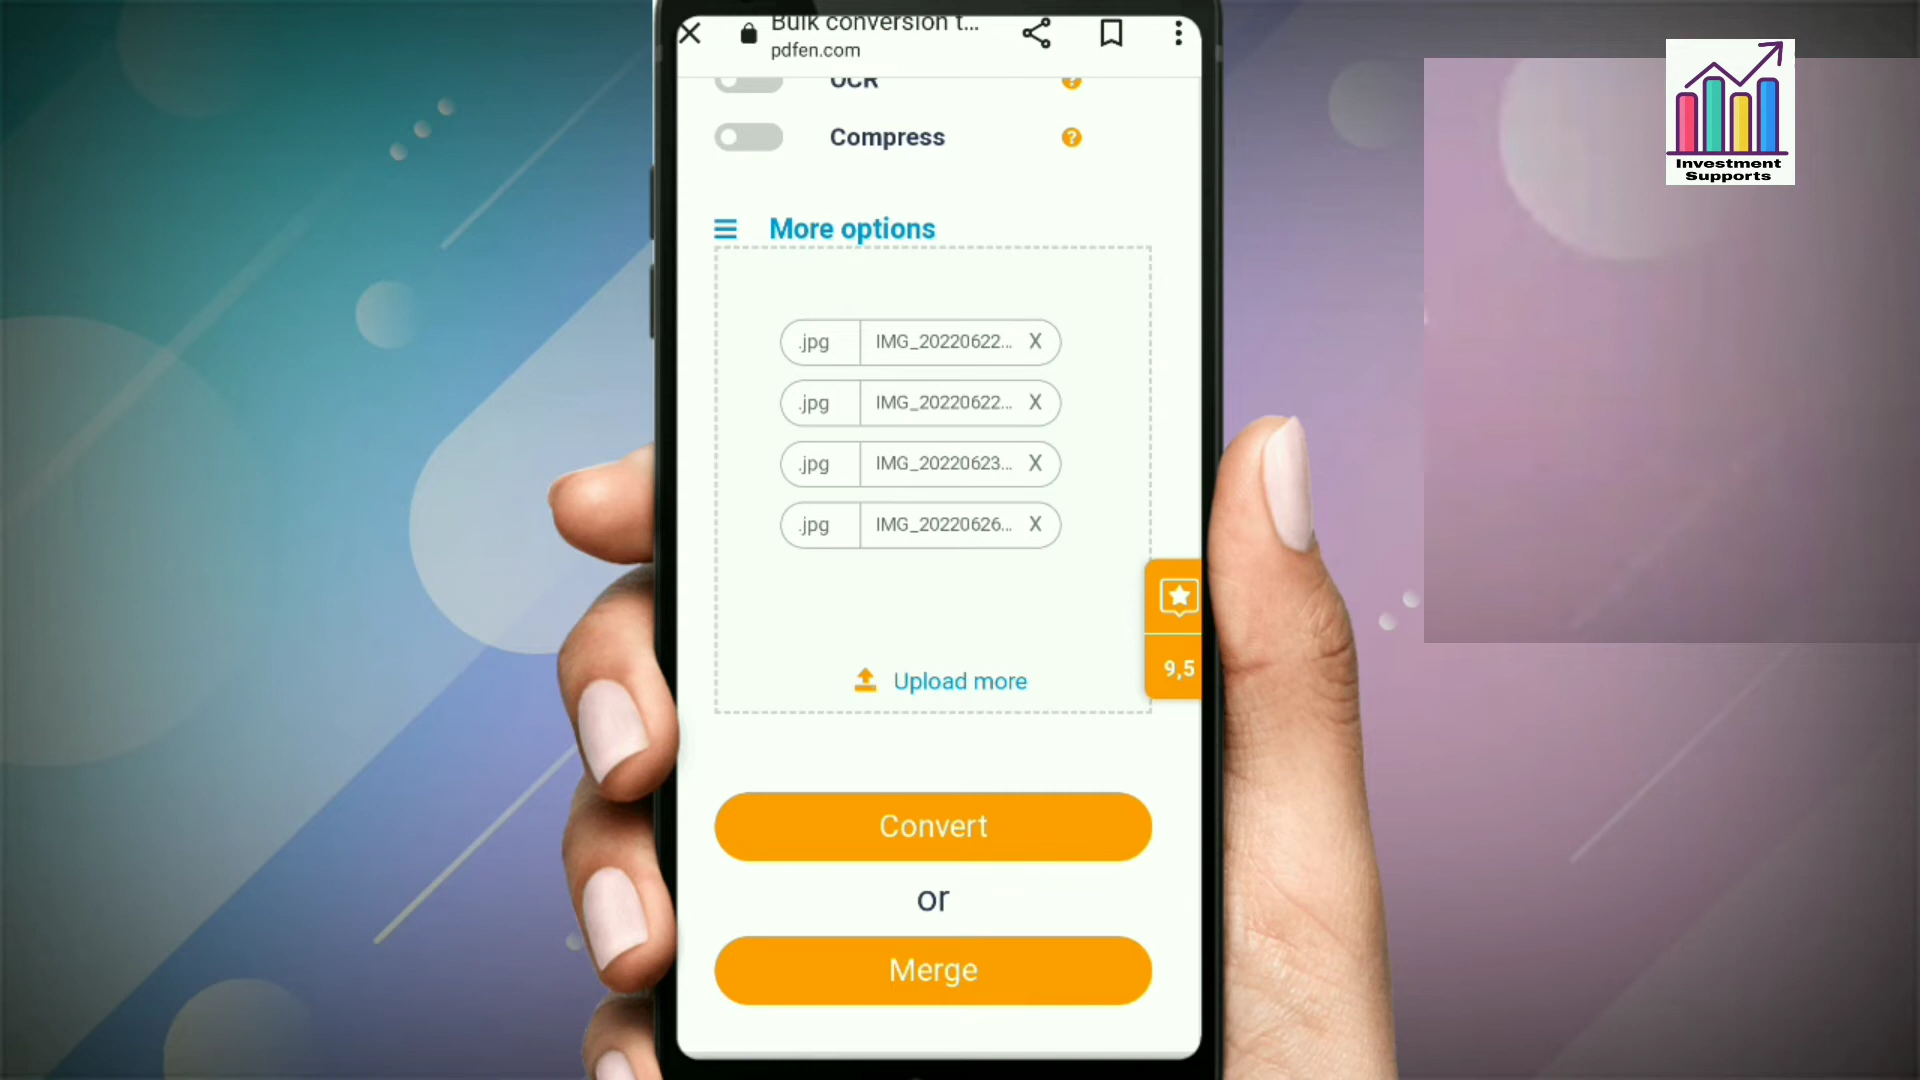 Bulk conversion t...
pdfen.com
OCR
?
Compress
?
More options
.jpg IMG_20220622... X
.jpg IMG_20220622... X
.jpg IMG_20220623... X
.jpg IMG_20220626... X
9,5
Upload more
Convert
or
Merge
Investment
Supports